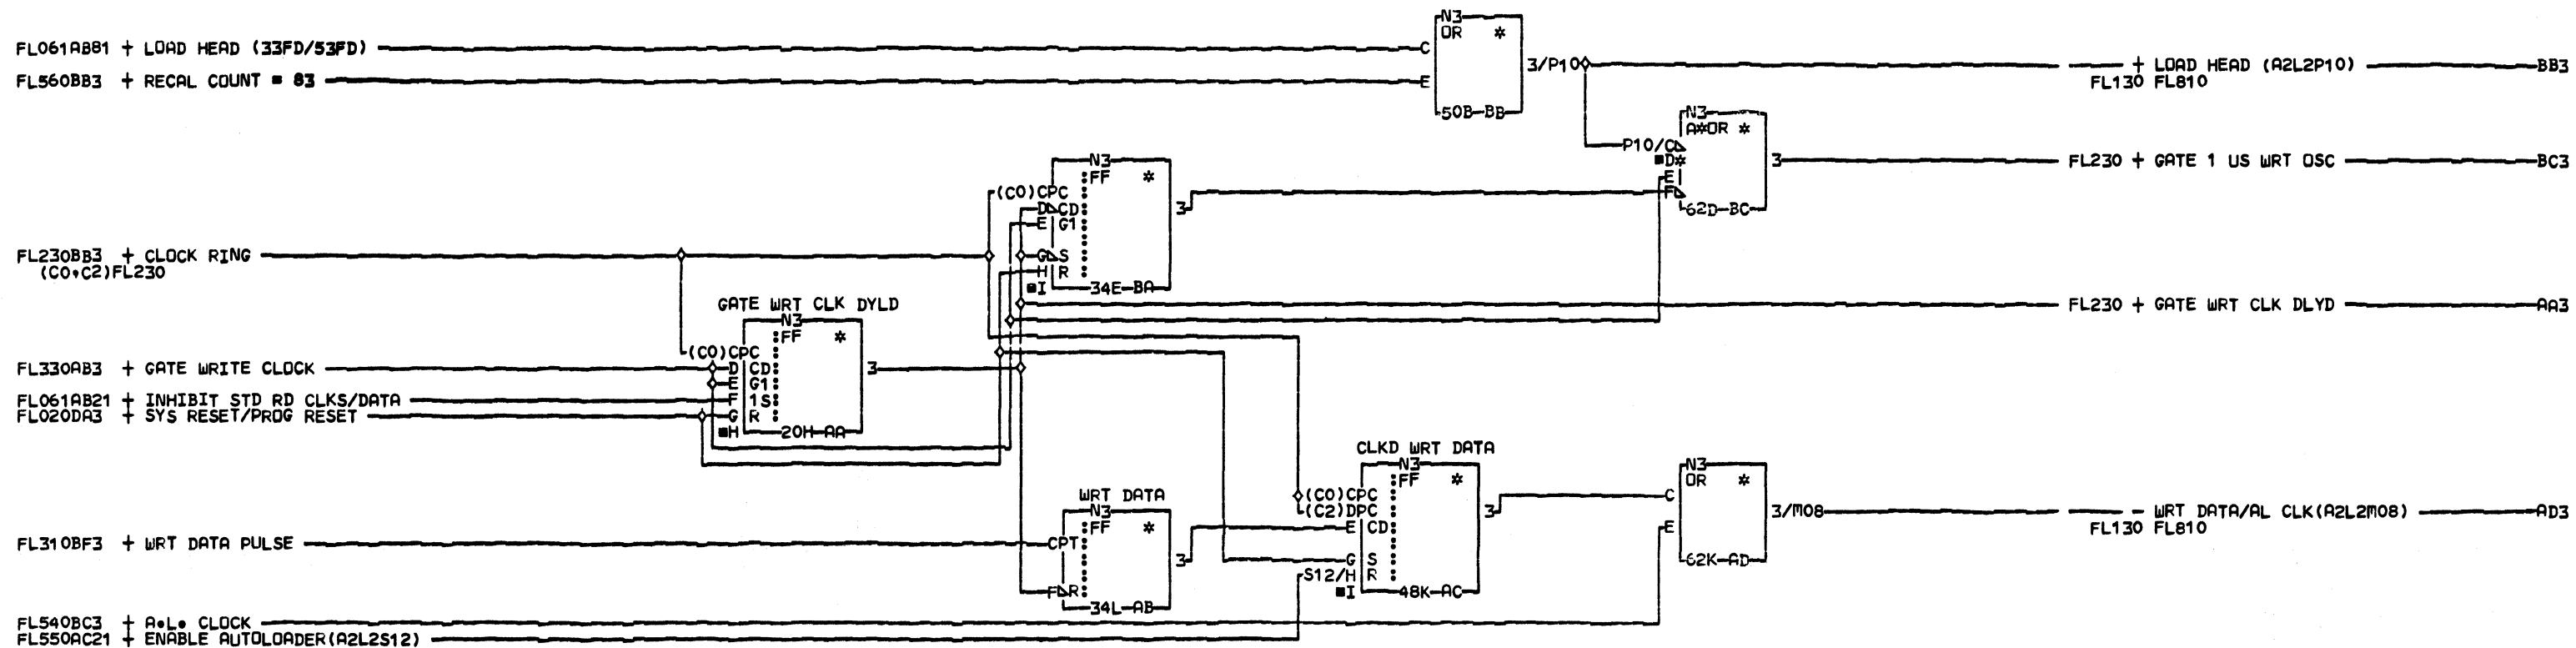 FL061AB81 + LOAD HEAD (33FD/53FD)
FL560BB3 + RECAL COUNT = 83
C
E
N3
OR *
50B-BB
3/P10
+ LOAD HEAD (A2L2P10)
BB3
FL130 FL810
N3
A*OR *
P10/C
■D*
E
F
62D-BC
3
FL230 + GATE 1 US WRT OSC
BC3
N3
FF *
(C0)CPC
D CD
E G1
G S
H R
■I
34E-BA
3
FL230BB3 + CLOCK RING
(C0,C2)FL230
FL230 + GATE WRT CLK DLYD
AA3
GATE WRT CLK DYLD
N3
FF *
(C0)CPC
D CD
E G1
F 1S
G R
■H
20H-AA
3
FL330AB3 + GATE WRITE CLOCK
FL061AB21 + INHIBIT STD RD CLKS/DATA
FL020DA3 + SYS RESET/PROG RESET
WRT DATA
N3
FF *
CPT
F R
34L-AB
3
CLKD WRT DATA
N3
FF *
(C0)CPC
(C2)DPC
E CD
G S
S12/H R
■I
48K-AC
3
N3
OR *
C
E
62K-AD
3/M08
- WRT DATA/AL CLK(A2L2M08)
AD3
FL130 FL810
FL310BF3 + WRT DATA PULSE
FL540BC3 + A.L. CLOCK
FL550AC21 + ENABLE AUTOLOADER(A2L2S12)